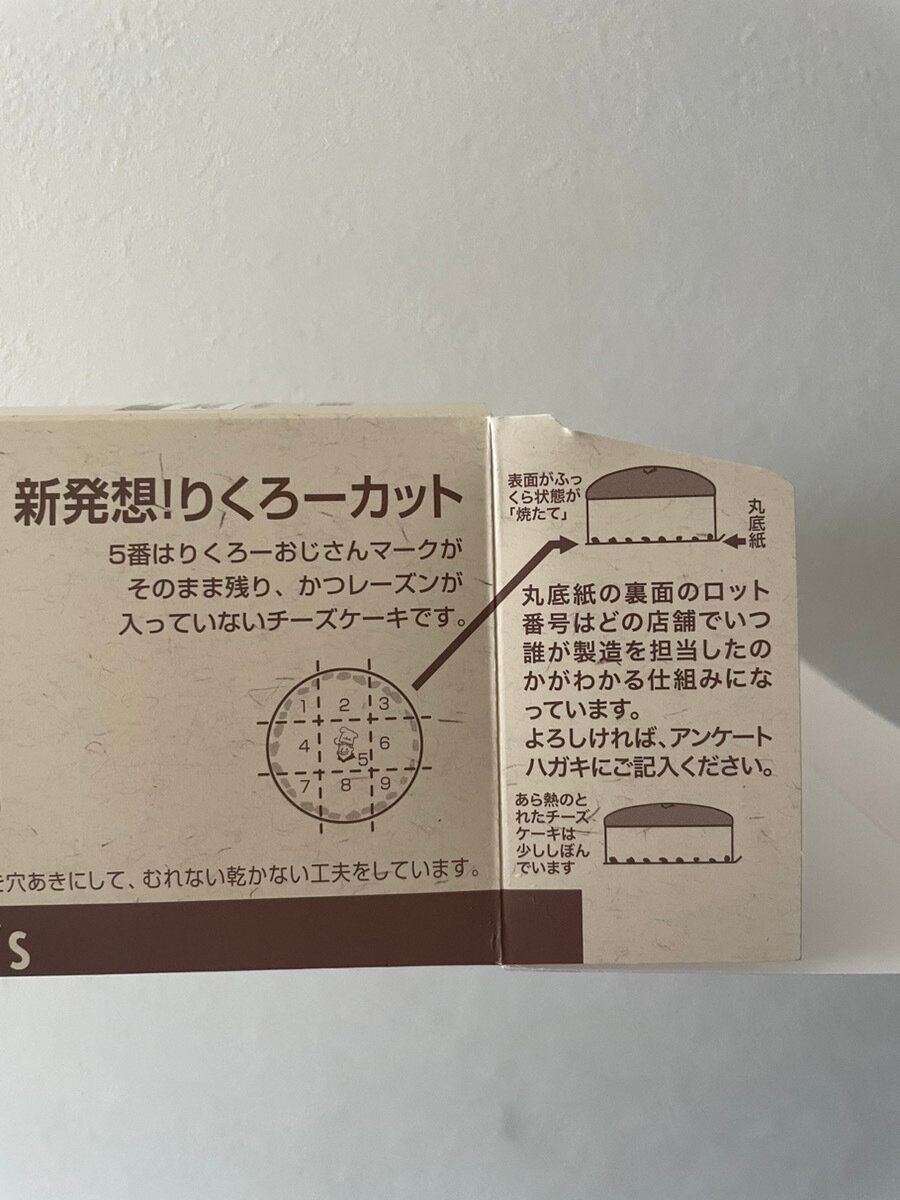 新発想!りくろーカット
5番はりくろーおじさんマークが
そのまま残り、かつレーズンが
入っていないチーズケーキです。
1 2 3
4 5 6
7 8 9
を穴あきにして、むれない乾かない工夫をしています。
's
表面がふっ
くら状態が
「焼たて」
丸底紙
丸底紙の裏面のロット
番号はどの店舗でいつ
誰が製造を担当したの
かがわかる仕組みにな
っています。
よろしければ、アンケート
ハガキにご記入ください。
あら熱のと
れたチーズ
ケーキは
少ししぼん
でいます